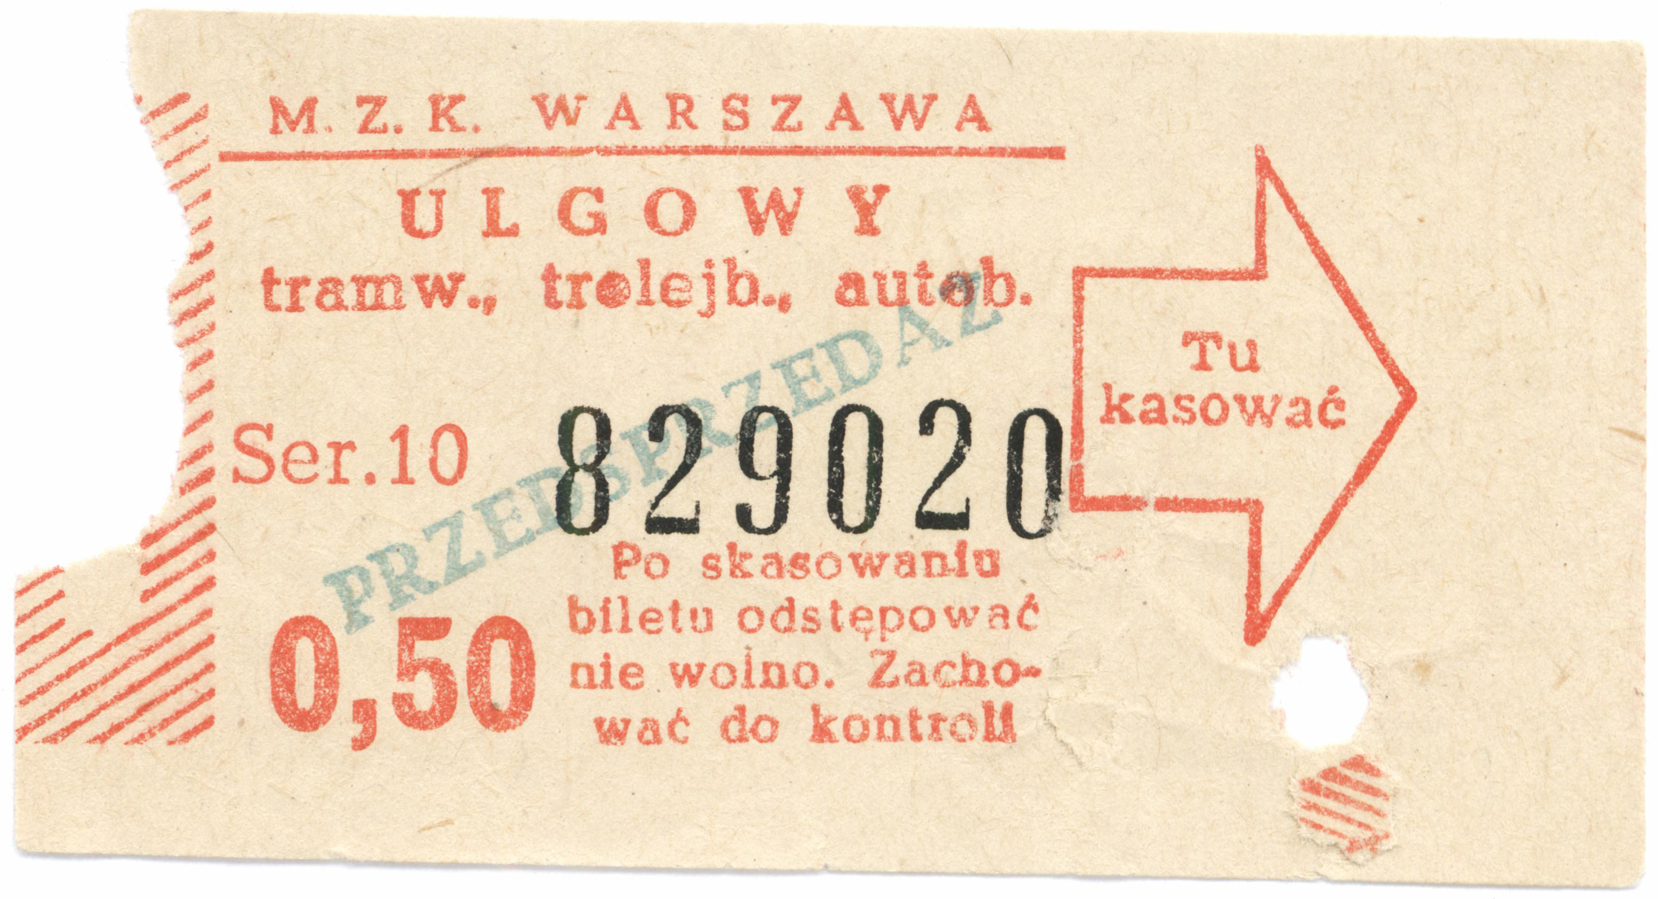 M. Z. K. WARSZAWA
ULGOWY
tramw., trolejb., autob.
PRZEDSPRZEDAŻ
Ser.10
829020
Tu
kasować
0,50
Po skasowaniu
biletu odstępować
nie wolno. Zacho-
wać do kontroli